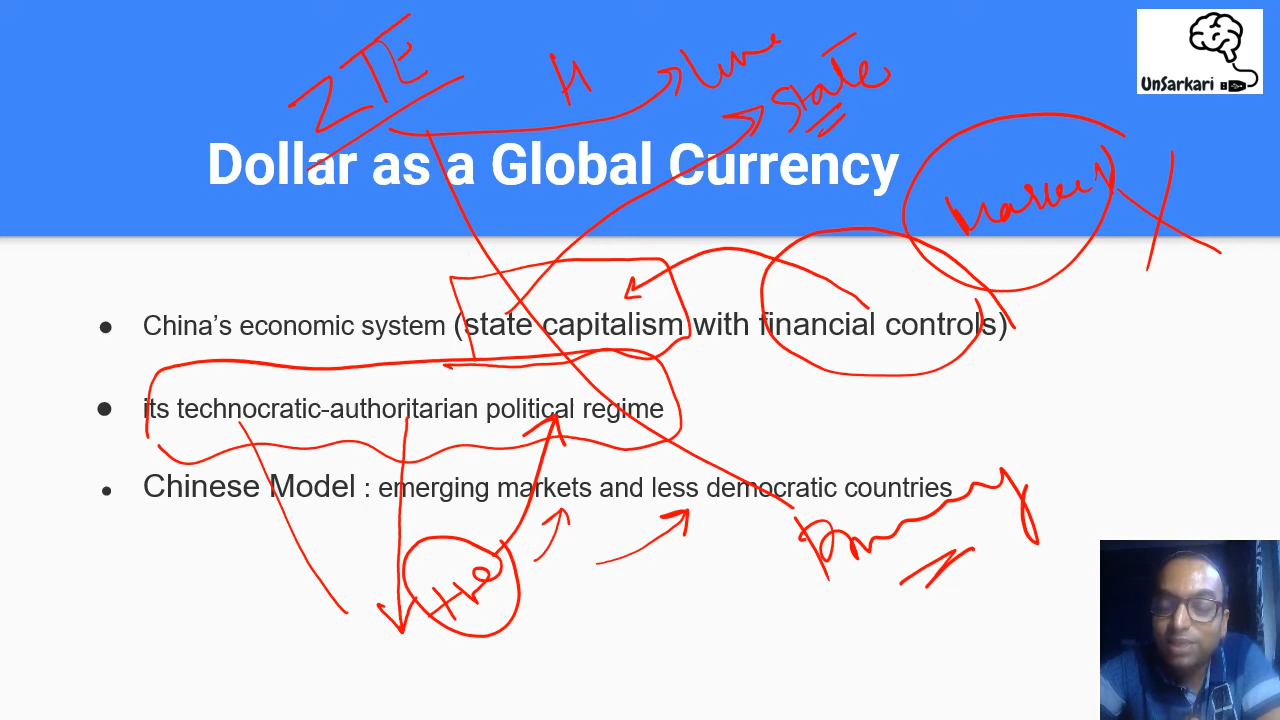 ZTE
H
State
UnSarkari
Dollar as a Global Currency
Market
China's economic system (state capitalism with financial controls)
its technocratic-authoritarian political regime
Chinese Model : emerging markets and less democratic countries